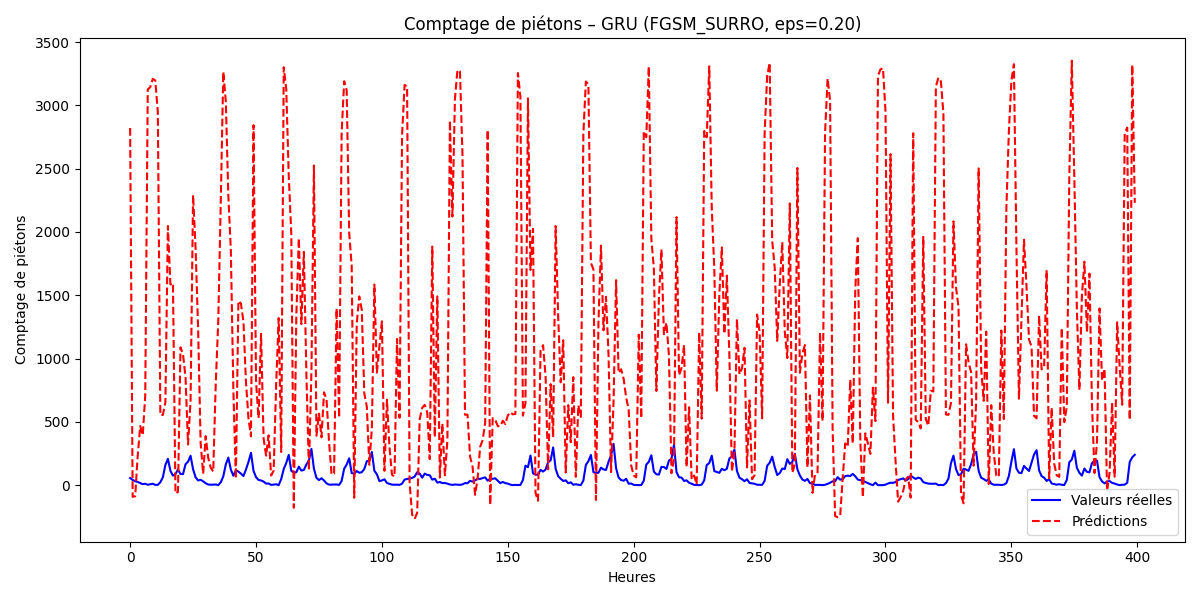 Comptage de piétons – GRU (FGSM_SURRO, eps=0.20)
3500
3000
2500
2000
1500
1000
500
0
Comptage de piétons
0 50 100 150 200 250 300 350 400
Heures
Valeurs réelles
Prédictions